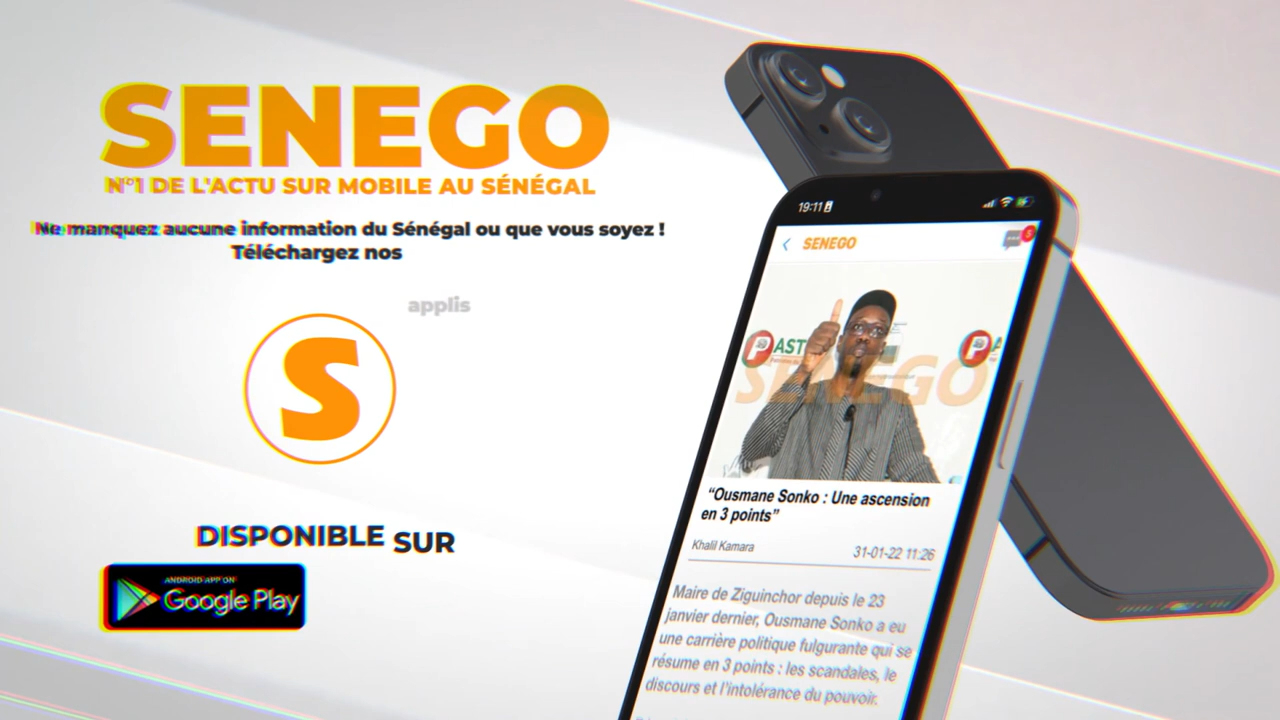 SENEGO
N°1 DE L'ACTU SUR MOBILE AU SÉNÉGAL
Ne manquez aucune information du Sénégal ou que vous soyez !
Téléchargez nos
applis
S
DISPONIBLE SUR
ANDROID APP ON
Google Play
19:11
SENEGO
5
PAST
P A
SENEGO
“Ousmane Sonko : Une ascension
en 3 points”
Khalil Kamara
31-01-22 11:26
Maire de Ziguinchor depuis le 23
janvier dernier, Ousmane Sonko a eu
une carrière politique fulgurante qui se
résume en 3 points : les scandales, le
discours et l'intolérance du pouvoir.